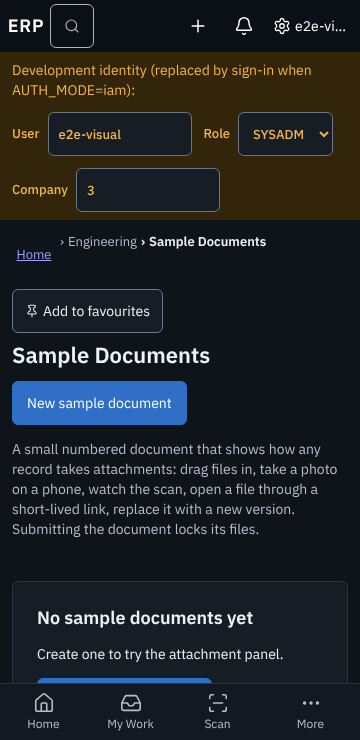 ERP
e2e-vi...
Development identity (replaced by sign-in when
AUTH_MODE=iam):
User e2e-visual Role SYSADM
Company 3
Home › Engineering › Sample Documents
Add to favourites
Sample Documents
New sample document
A small numbered document that shows how any
record takes attachments: drag files in, take a photo
on a phone, watch the scan, open a file through a
short-lived link, replace it with a new version.
Submitting the document locks its files.
No sample documents yet
Create one to try the attachment panel.
Home My Work Scan More